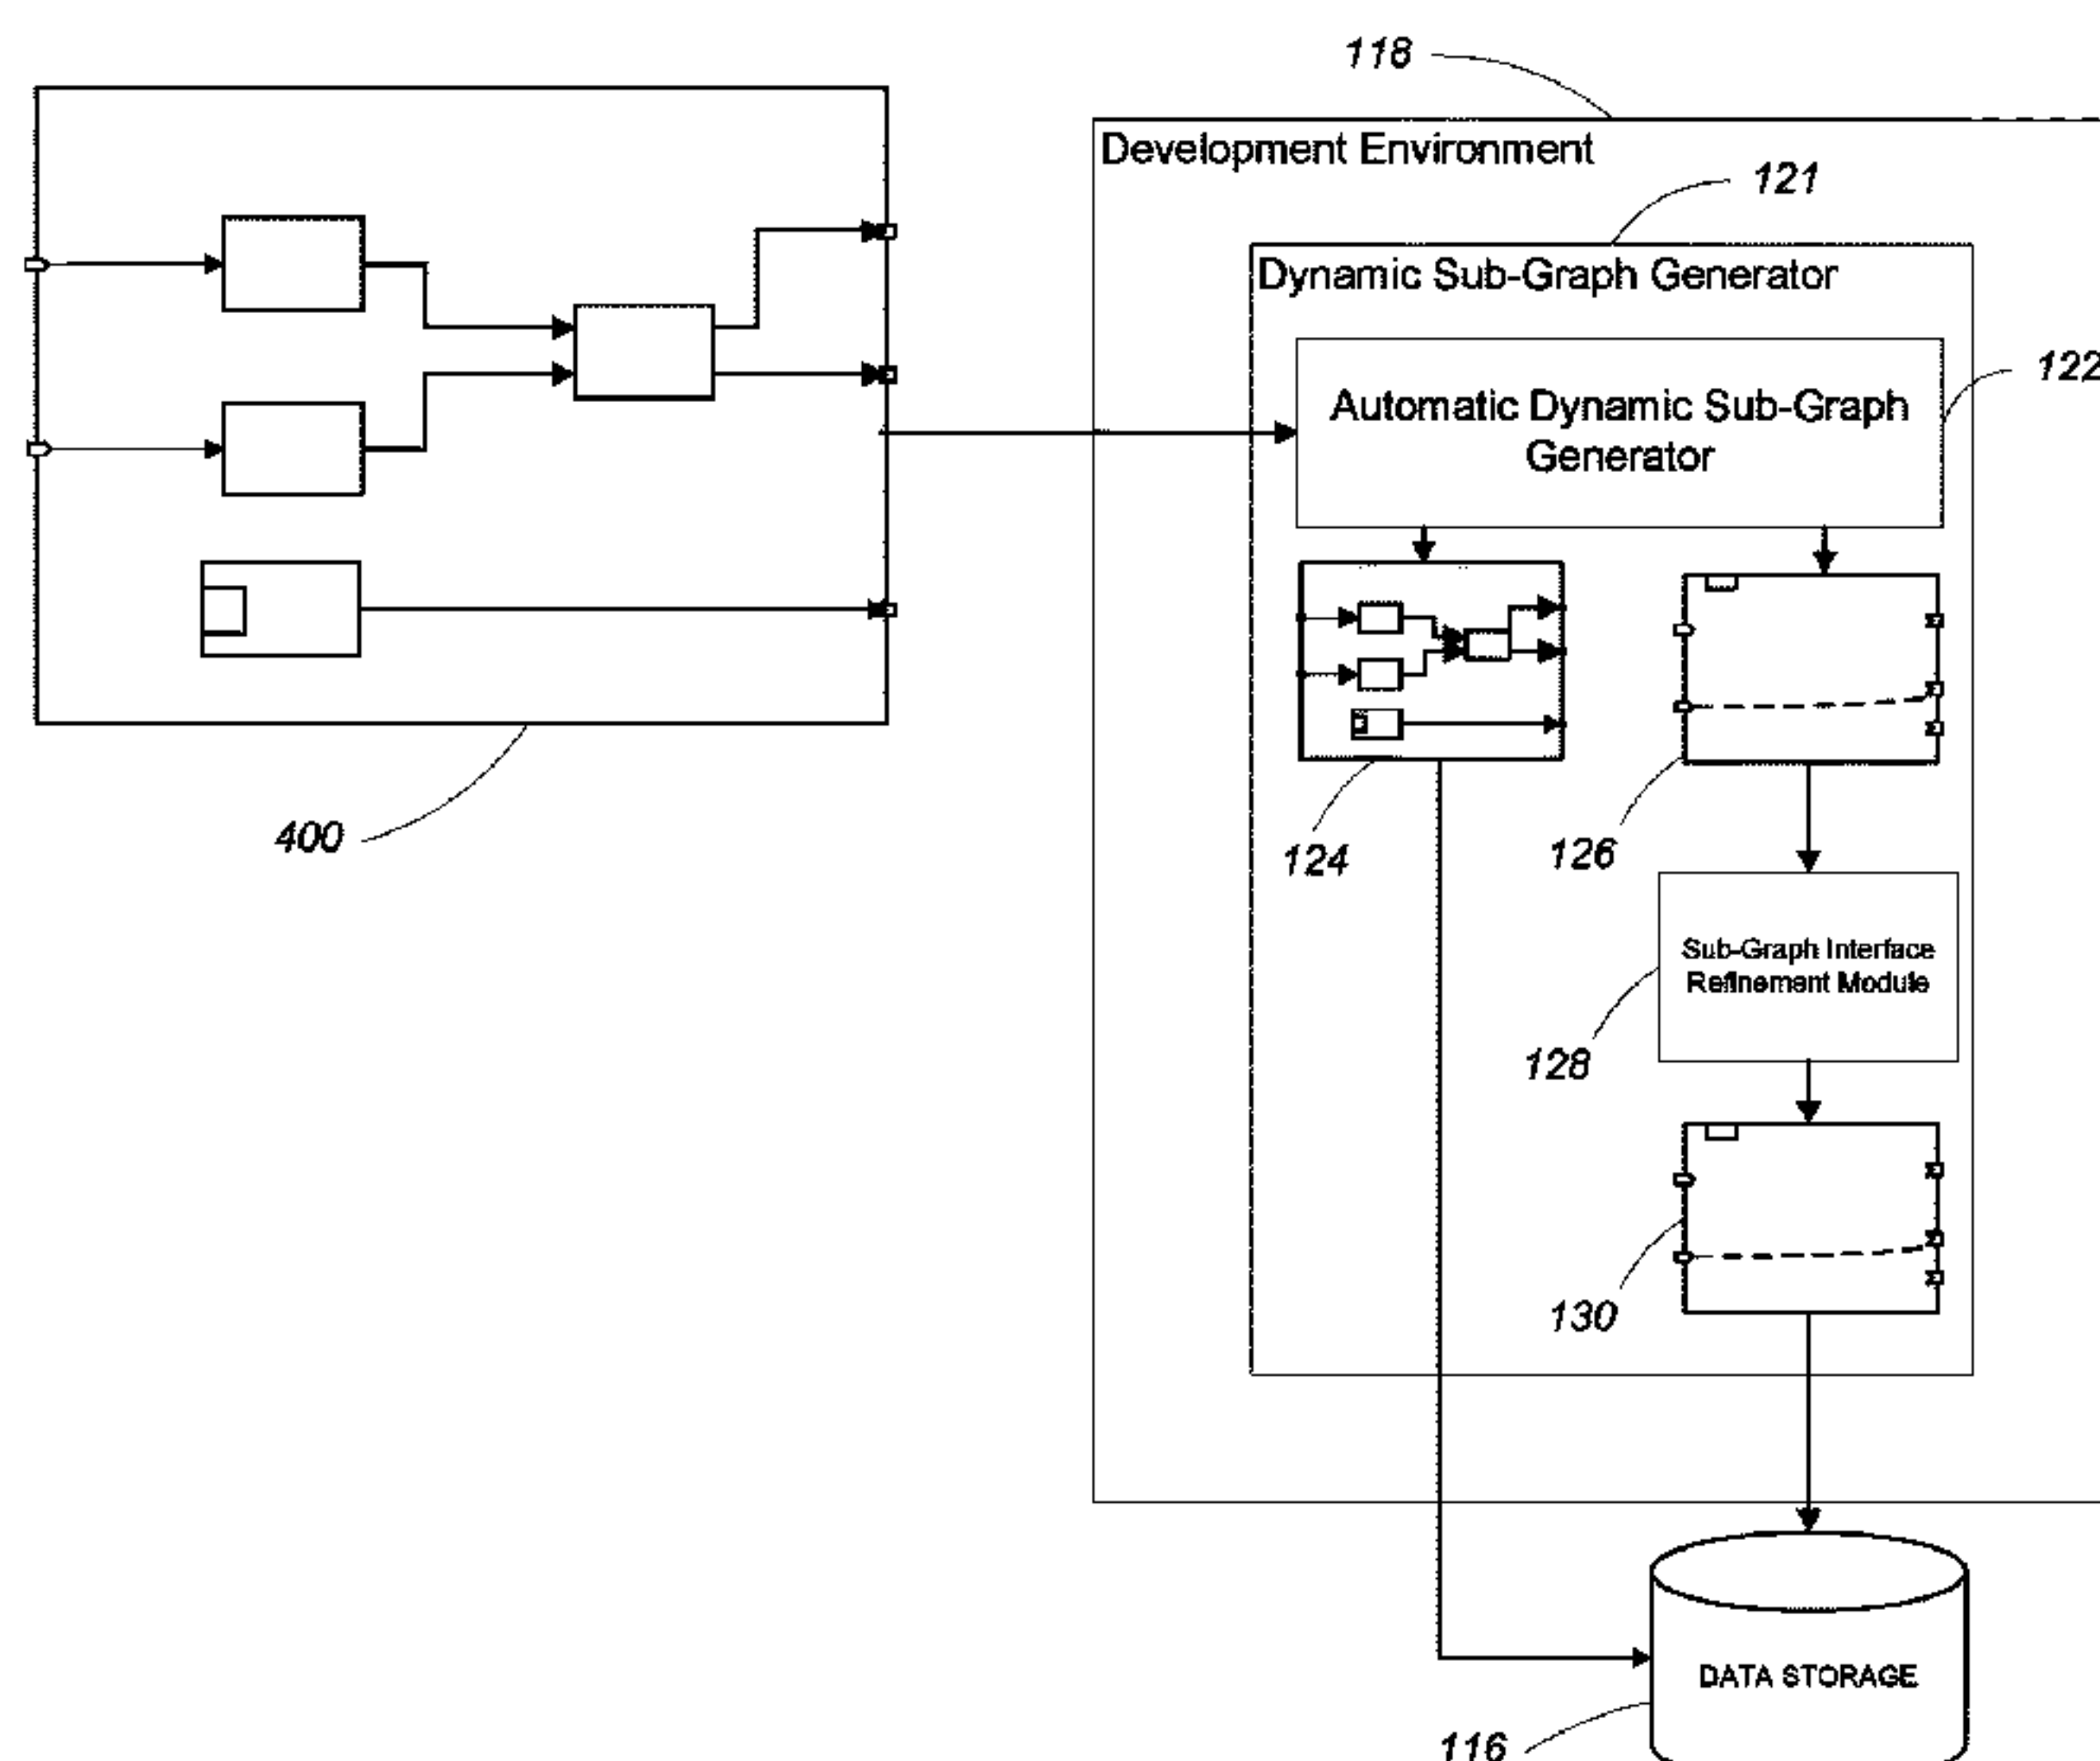 118
Development Environment
121
Dynamic Sub-Graph Generator
122
Automatic Dynamic Sub-Graph
Generator
400
124
126
Sub-Graph Interface
Refinement Module
128
130
DATA STORAGE
116